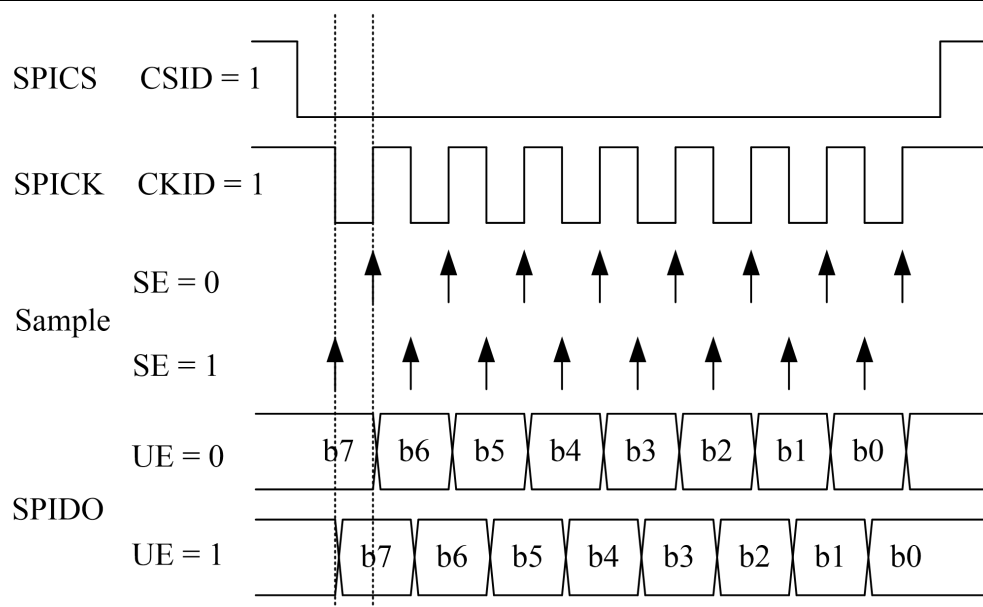 SPICS CSID = 1
SPICK CKID = 1
SE = 0
Sample
SE = 1
UE = 0 b7 b6 b5 b4 b3 b2 b1 b0
SPIDO
UE = 1 b7 b6 b5 b4 b3 b2 b1 b0